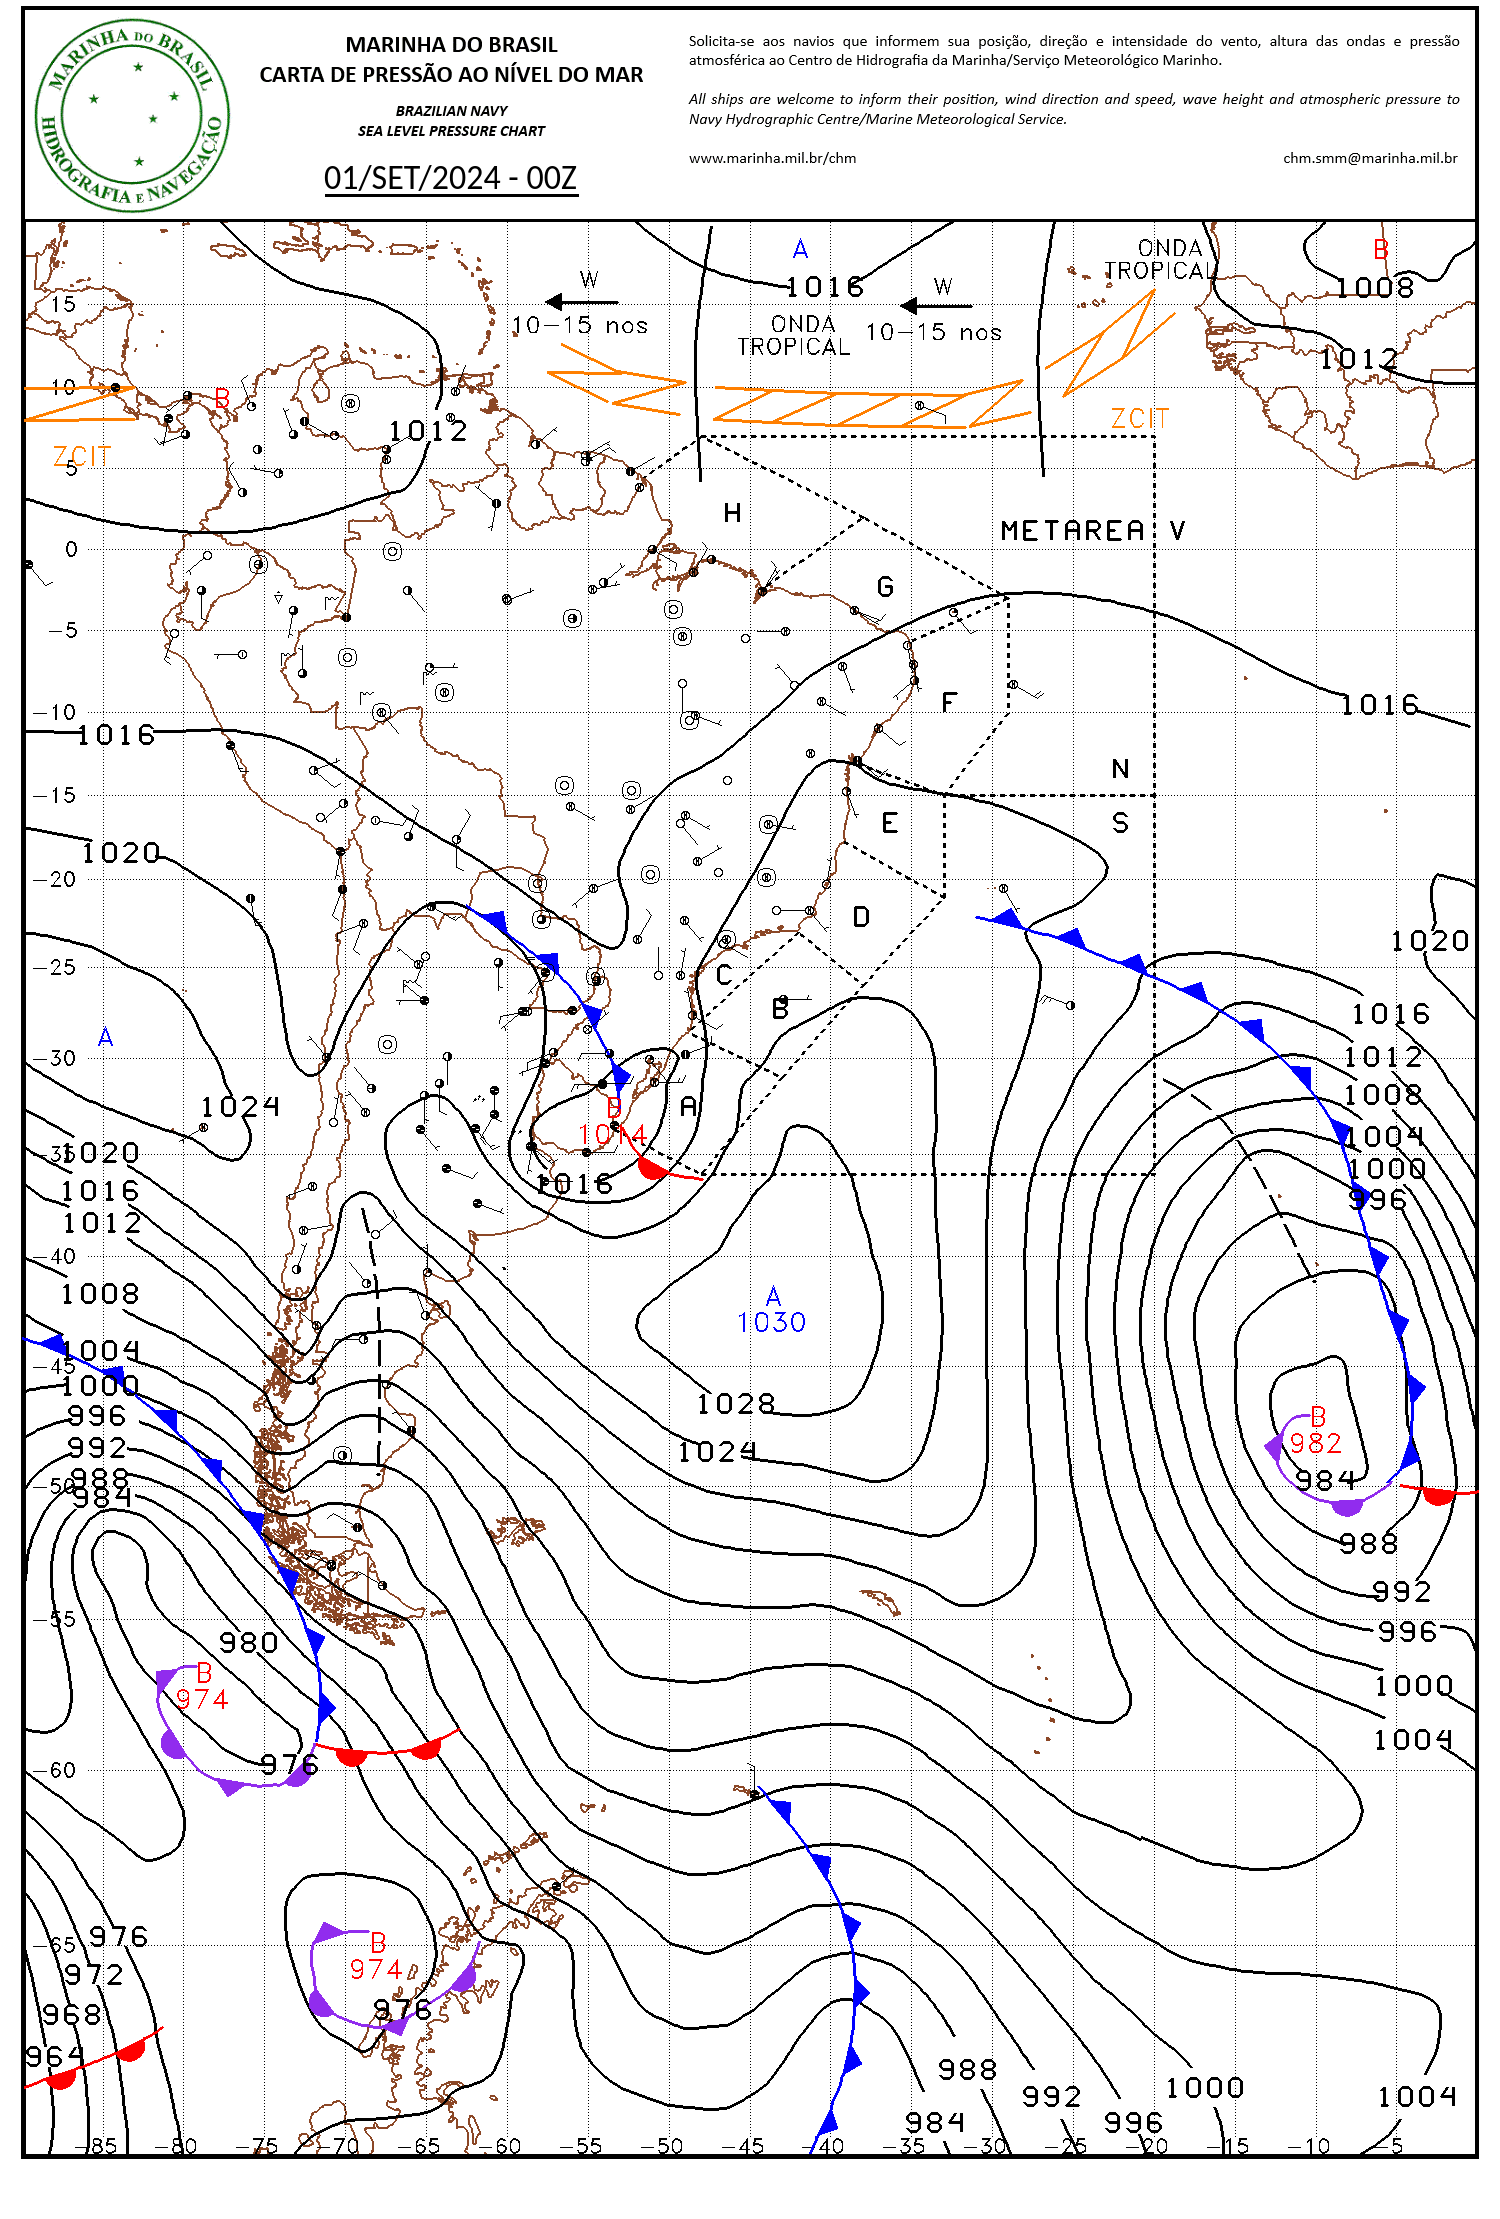 MARINHA DO BRASIL
HIDROGRAFIA E NAVEGAÇÃO
MARINHA DO BRASIL
CARTA DE PRESSÃO AO NÍVEL DO MAR
BRAZILIAN NAVY
SEA LEVEL PRESSURE CHART
01/SET/2024 - 00Z
Solicita-se aos navios que informem sua posição, direção e intensidade do vento, altura das ondas e pressão
atmosférica ao Centro de Hidrografia da Marinha/Serviço Meteorológico Marinho.
All ships are welcome to inform their position, wind direction and speed, wave height and atmospheric pressure to
Navy Hydrographic Centre/Marine Meteorological Service.
www.marinha.mil.br/chm
chm.smm@marinha.mil.br
A
ONDA
TROPICAL
B
W
1016
W
1008
15
10-15 nos
ONDA
TROPICAL
10-15 nos
1012
10
B
ZCIT
1012
ZCIT
5
H
METAREA V
0
G
-5
F
-10
1016
1016
N
-15
E
S
1020
-20
D
1020
-25
C
B
1016
A
-30
1012
1008
1024
B
A
1014
1004
-35
1020
1000
1016
1016
996
1012
-40
1008
A
1030
1004
-45
1000
996
1028
B
992
1024
982
988
-50
984
984
988
992
-55
996
980
B
974
1000
1004
976
-60
976
-65
B
974
972
976
968
964
988
992
1000
1004
984
996
-85
-80
-75
-70
-65
-60
-55
-50
-45
-40
-35
-30
-25
-20
-15
-10
-5